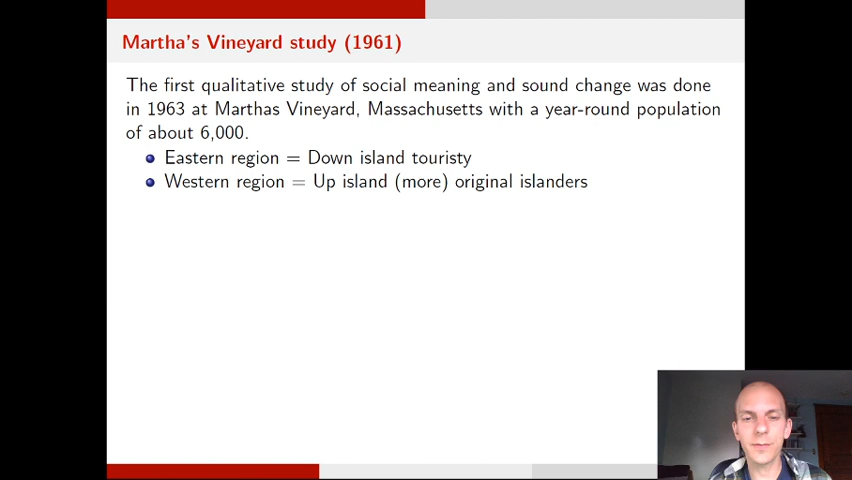 Martha's Vineyard study (1961)
The first qualitative study of social meaning and sound change was done
in 1963 at Marthas Vineyard, Massachusetts with a year-round population
of about 6,000.
Eastern region = Down island touristy
Western region = Up island (more) original islanders